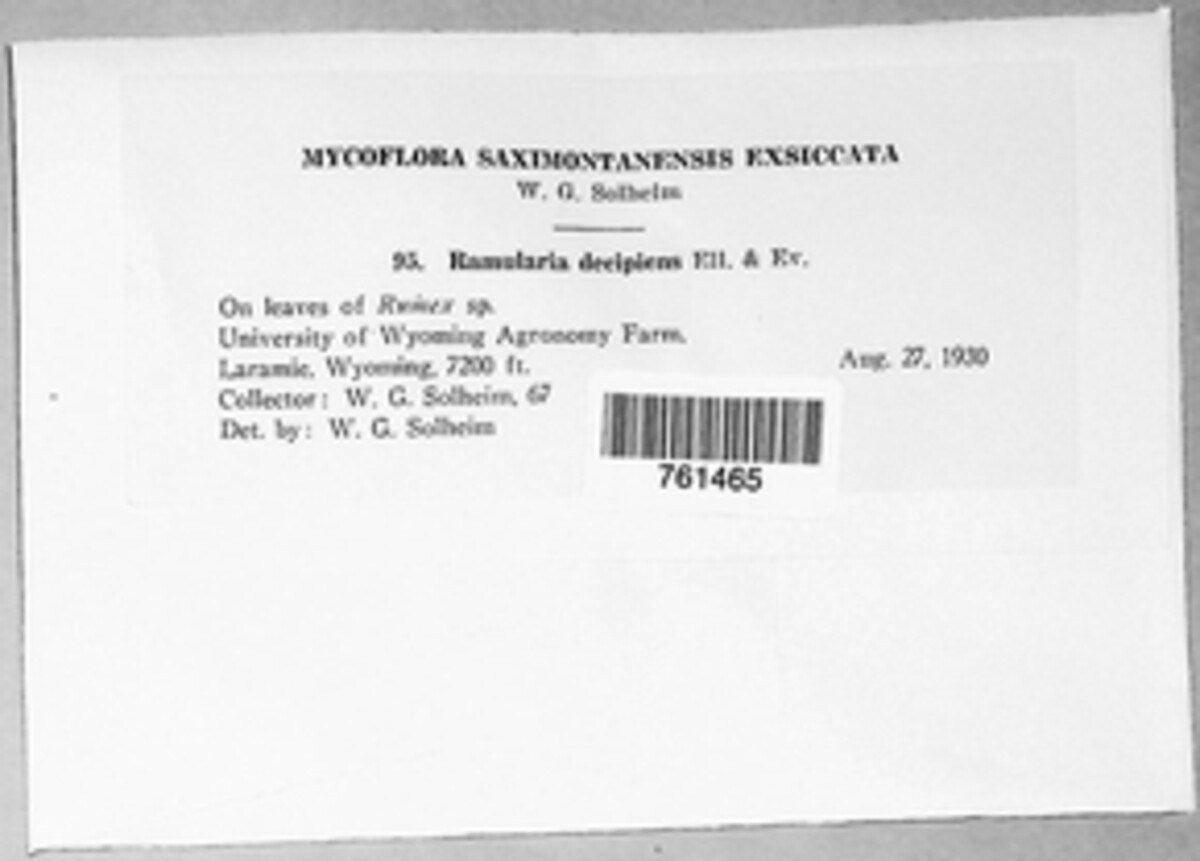 MYCOFLORA SAXIMONTANENSIS EXSICCATA
W. G. Solheim
95. Ramularia decipiens Ell. & Ev.
On leaves of Rumex sp.
University of Wyoming Agronomy Farm.
Laramie, Wyoming, 7200 ft. Aug. 27, 1930
Collector: W. G. Solheim, 67
Det. by: W. G. Solheim
761465